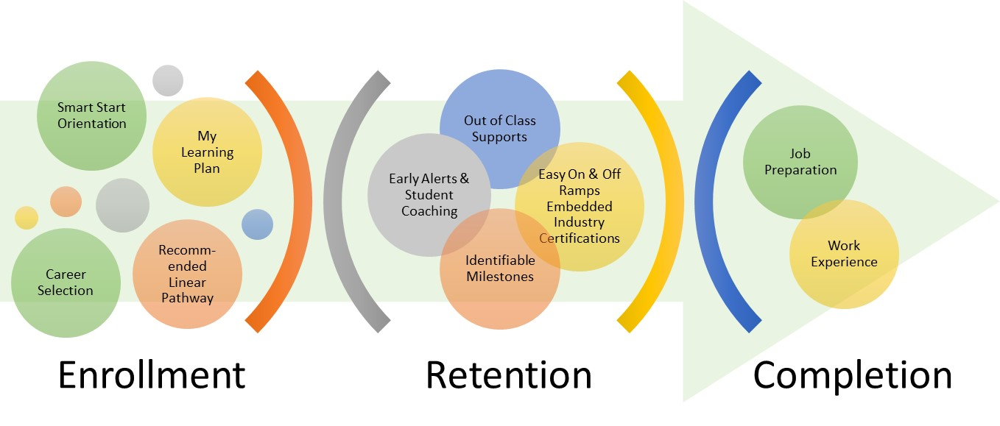 Smart Start
Orientation
My
Learning
Plan
Career
Selection
Recomm-
ended
Linear
Pathway
Enrollment
Out of Class
Supports
Early Alerts &
Student
Coaching
Easy On & Off
Ramps
Embedded
Industry
Certifications
Identifiable
Milestones
Retention
Job
Preparation
Work
Experience
Completion